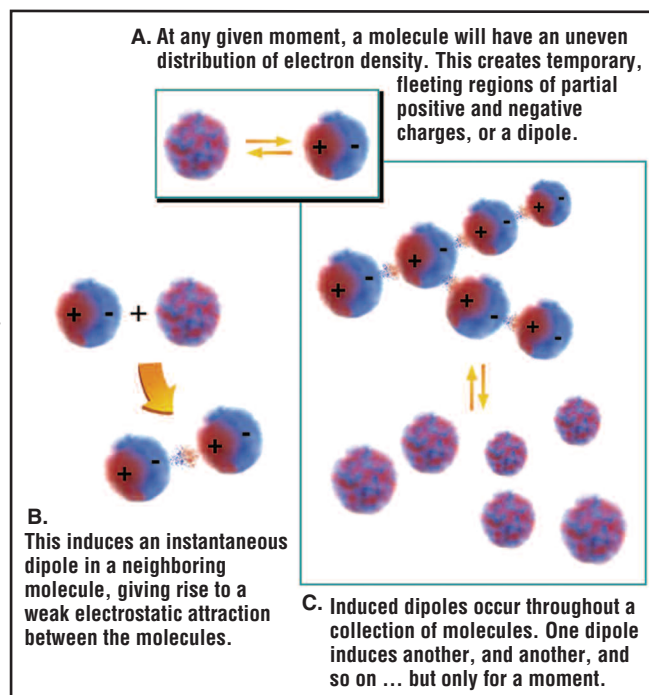 A. At any given moment, a molecule will have an uneven
distribution of electron density. This creates temporary,
fleeting regions of partial
positive and negative
charges, or a dipole.
+ -
+ -
+ -
+ -
+ -
+ -
+ -
+
+ -
+ -
B.
This induces an instantaneous
dipole in a neighboring
molecule, giving rise to a
weak electrostatic attraction
between the molecules.
C. Induced dipoles occur throughout a
collection of molecules. One dipole
induces another, and another, and
so on ... but only for a moment.